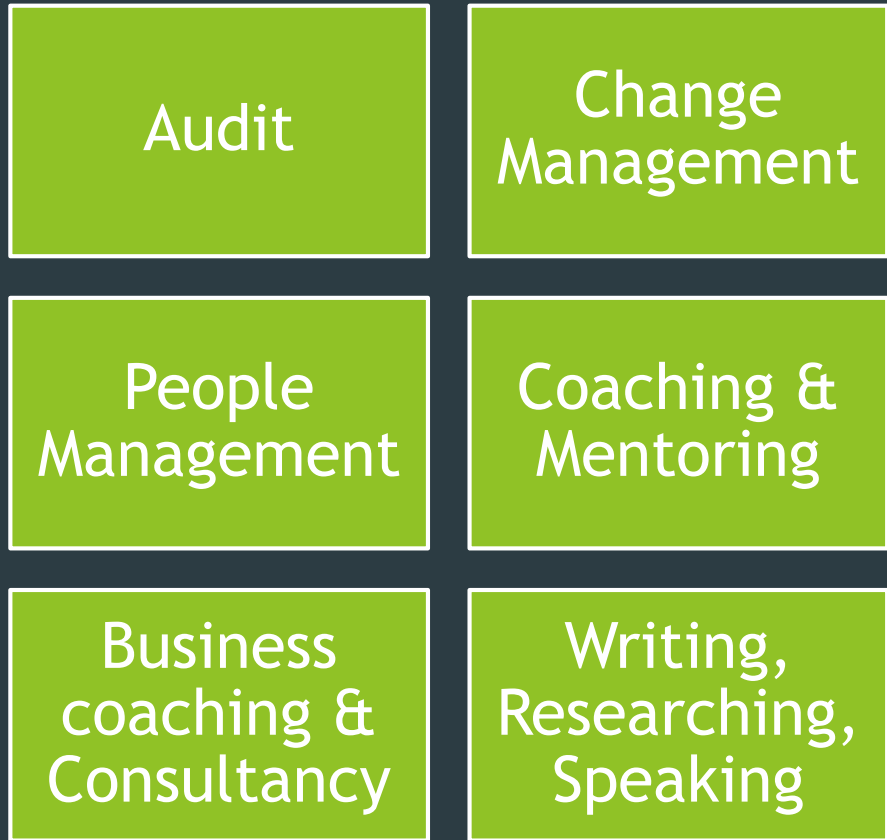 Audit
Change
Management
People
Management
Coaching &
Mentoring
Business
coaching &
Consultancy
Writing,
Researching,
Speaking